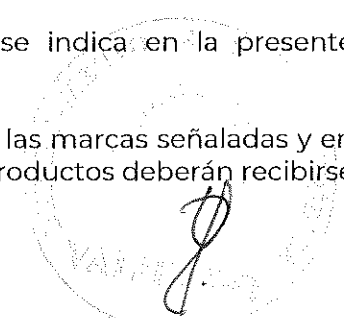 se indica en la presente
las marcas señaladas y en
roductos deberán recibirse